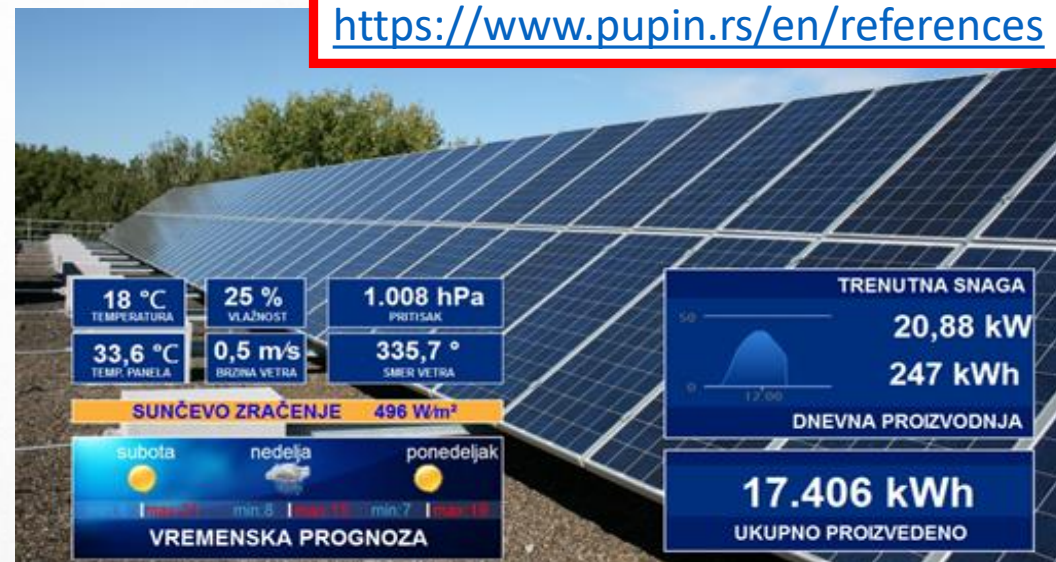 https://www.pupin.rs/en/references
18 °C
TEMPERATURA
25 %
VLAŽNOST
1.008 hPa
PRITISAK
33,6 °C
TEMP. PANELA
0,5 m/s
BRZINA VETRA
335,7 °
SMER VETRA
SUNČEVO ZRAČENJE 496 W/m²
subota nedelja ponedeljak
min:8 min:7
VREMENSKA PROGNOZA
TRENUTNA SNAGA
50
20,88 kW
247 kWh
0
12:00
DNEVNA PROIZVODNJA
17.406 kWh
UKUPNO PROIZVEDENO